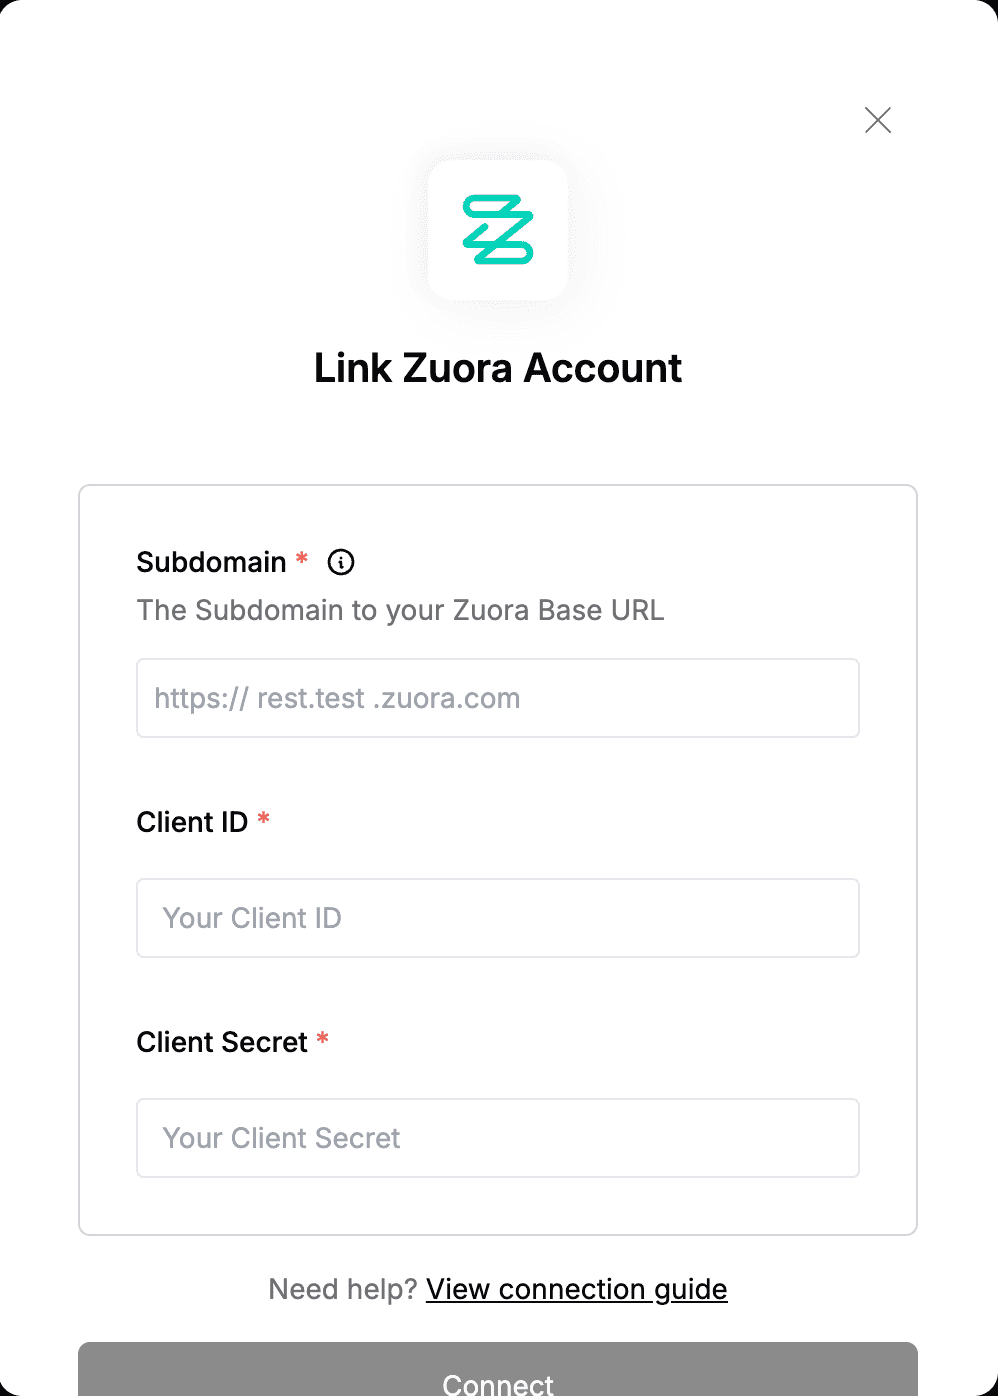 Link Zuora Account
Subdomain *
The Subdomain to your Zuora Base URL
https:// rest.test .zuora.com
Client ID *
Your Client ID
Client Secret *
Your Client Secret
Need help? View connection guide
Connect